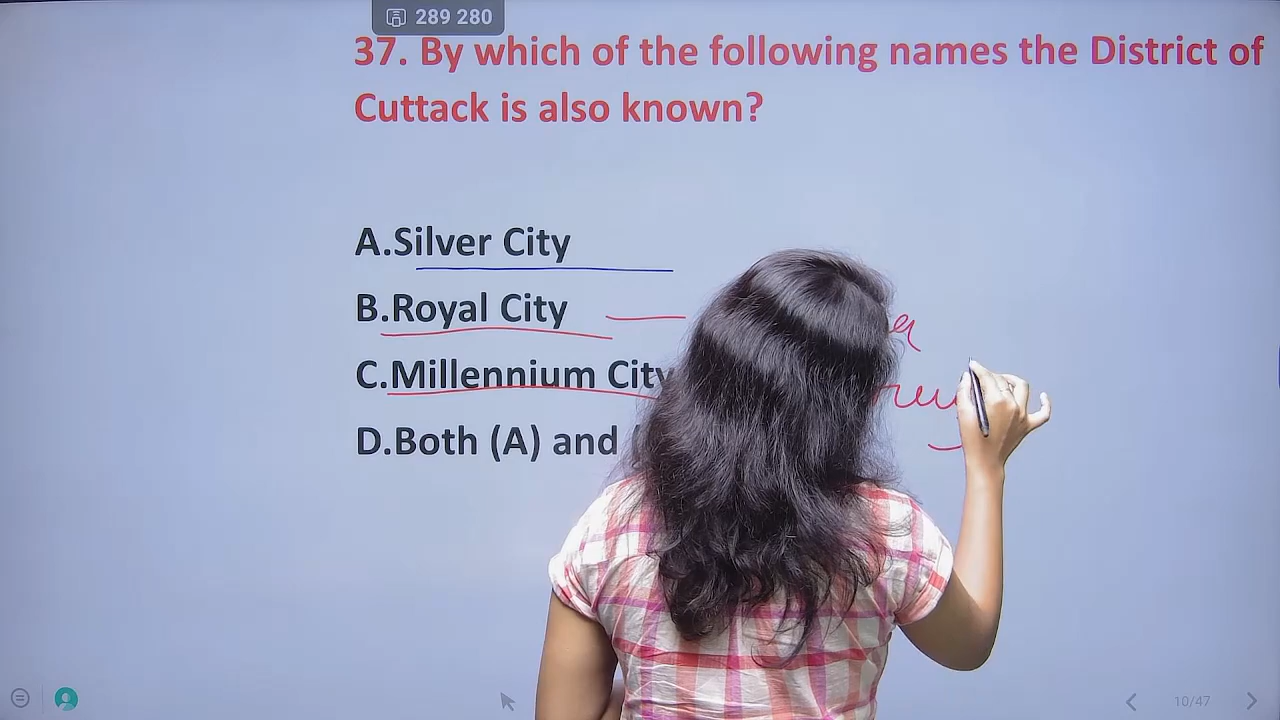 289 280
37. By which of the following names the District of
Cuttack is also known?
A.Silver City
B.Royal City
C.Millennium City
D.Both (A) and
10/47